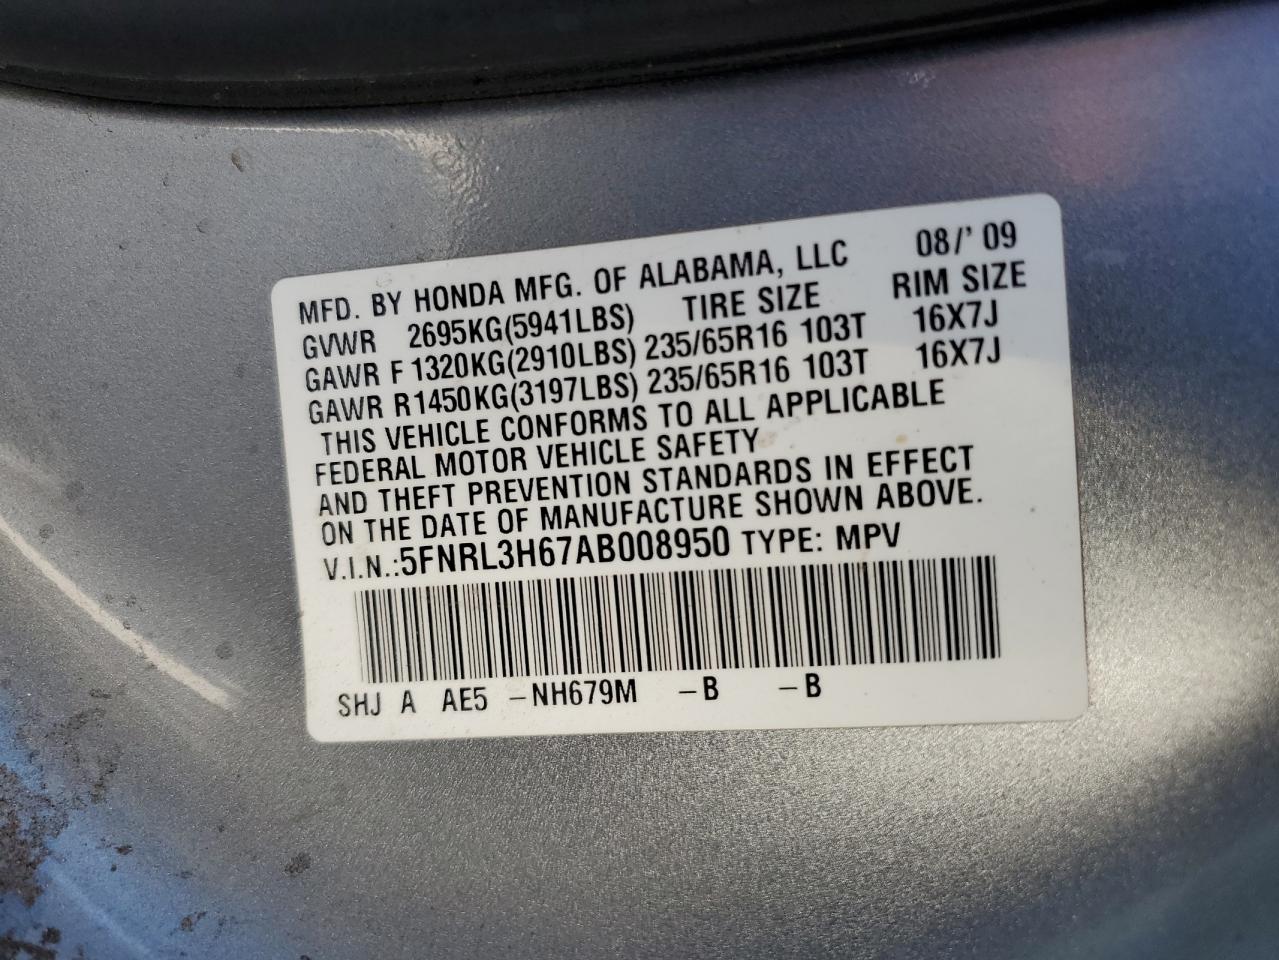 MFD. BY HONDA MFG. OF ALABAMA, LLC 08/'09
GVWR 2695KG(5941LBS) TIRE SIZE RIM SIZE
GAWR F 1320KG(2910LBS) 235/65R16 103T 16X7J
GAWR R1450KG(3197LBS) 235/65R16 103T 16X7J
THIS VEHICLE CONFORMS TO ALL APPLICABLE
FEDERAL MOTOR VEHICLE SAFETY
AND THEFT PREVENTION STANDARDS IN EFFECT
ON THE DATE OF MANUFACTURE SHOWN ABOVE.
V.I.N.:5FNRL3H67AB008950 TYPE: MPV
SHJ A AE5 -NH679M -B -B